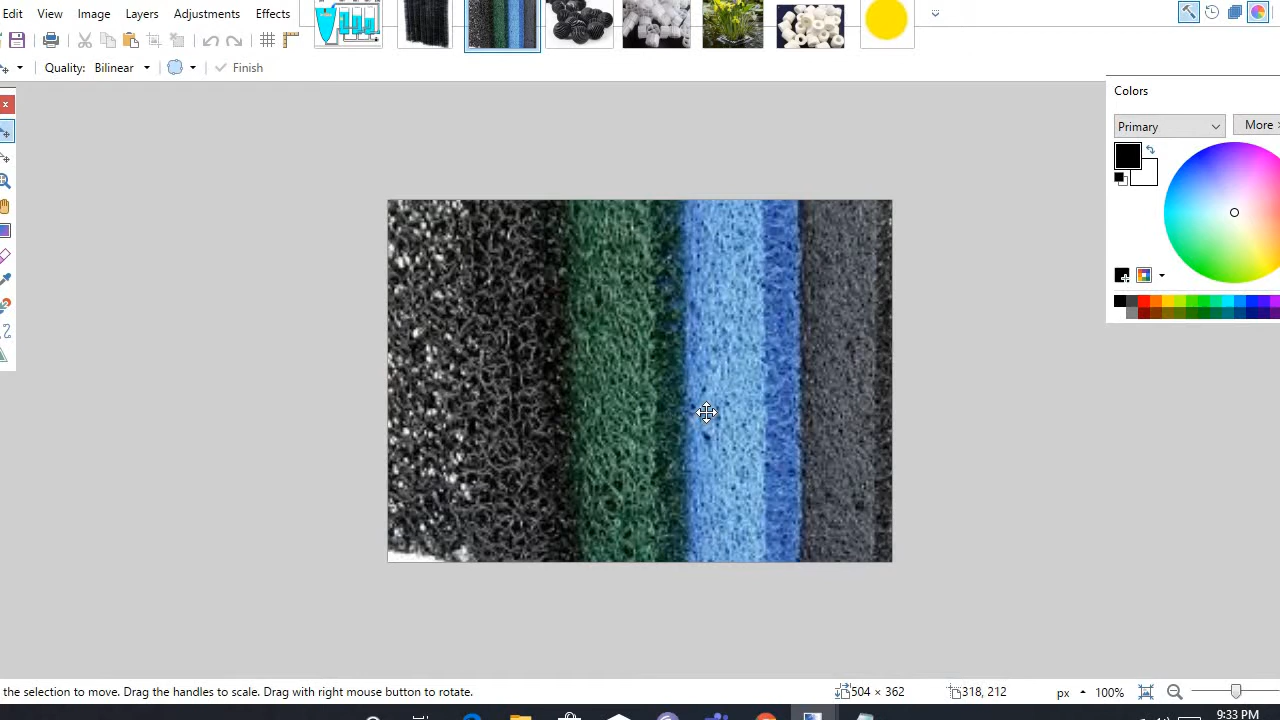 Edit View Image Layers Adjustments Effects
Quality: Bilinear Finish
Colors
Primary More
the selection to move. Drag the handles to scale. Drag with right mouse button to rotate.
504 × 362 318, 212 px 100%
9:33 PM